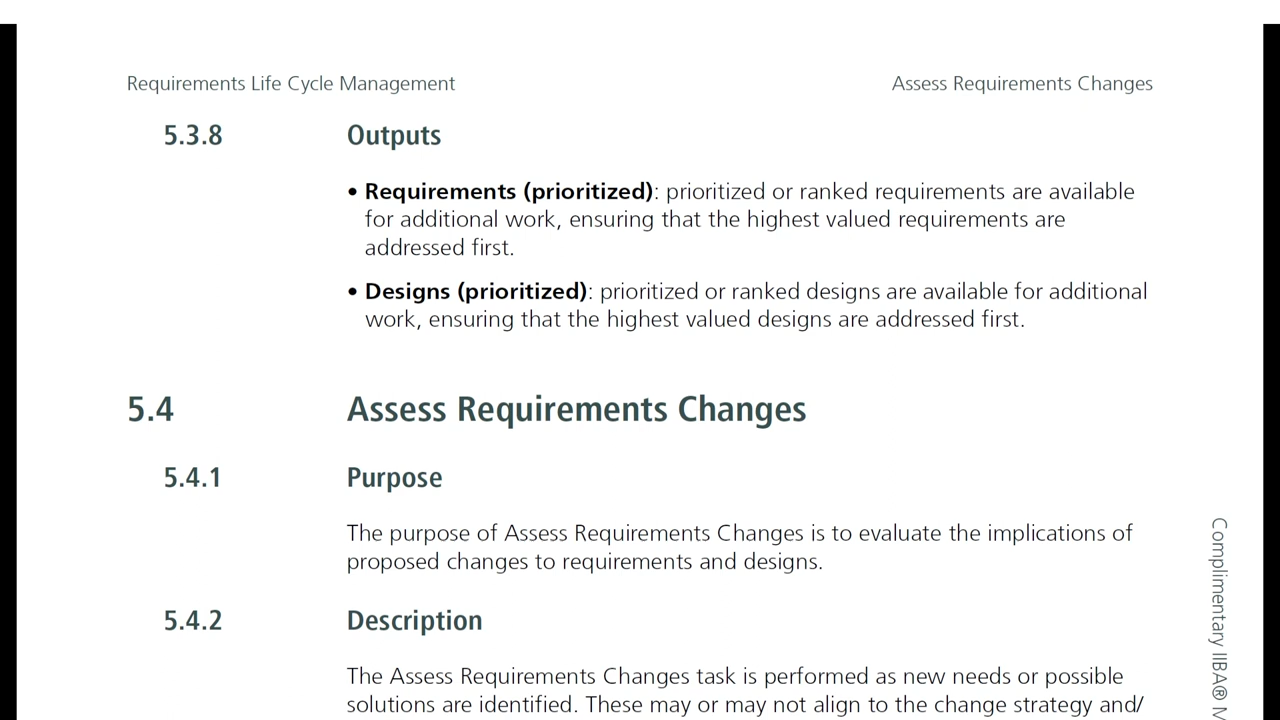 Requirements Life Cycle Management Assess Requirements Changes
5.3.8 Outputs
• Requirements (prioritized): prioritized or ranked requirements are available
for additional work, ensuring that the highest valued requirements are
addressed first.
• Designs (prioritized): prioritized or ranked designs are available for additional
work, ensuring that the highest valued designs are addressed first.
5.4 Assess Requirements Changes
5.4.1 Purpose
The purpose of Assess Requirements Changes is to evaluate the implications of
proposed changes to requirements and designs.
5.4.2 Description
The Assess Requirements Changes task is performed as new needs or possible
solutions are identified. These may or may not align to the change strategy and/
Complimentary IIBA® M